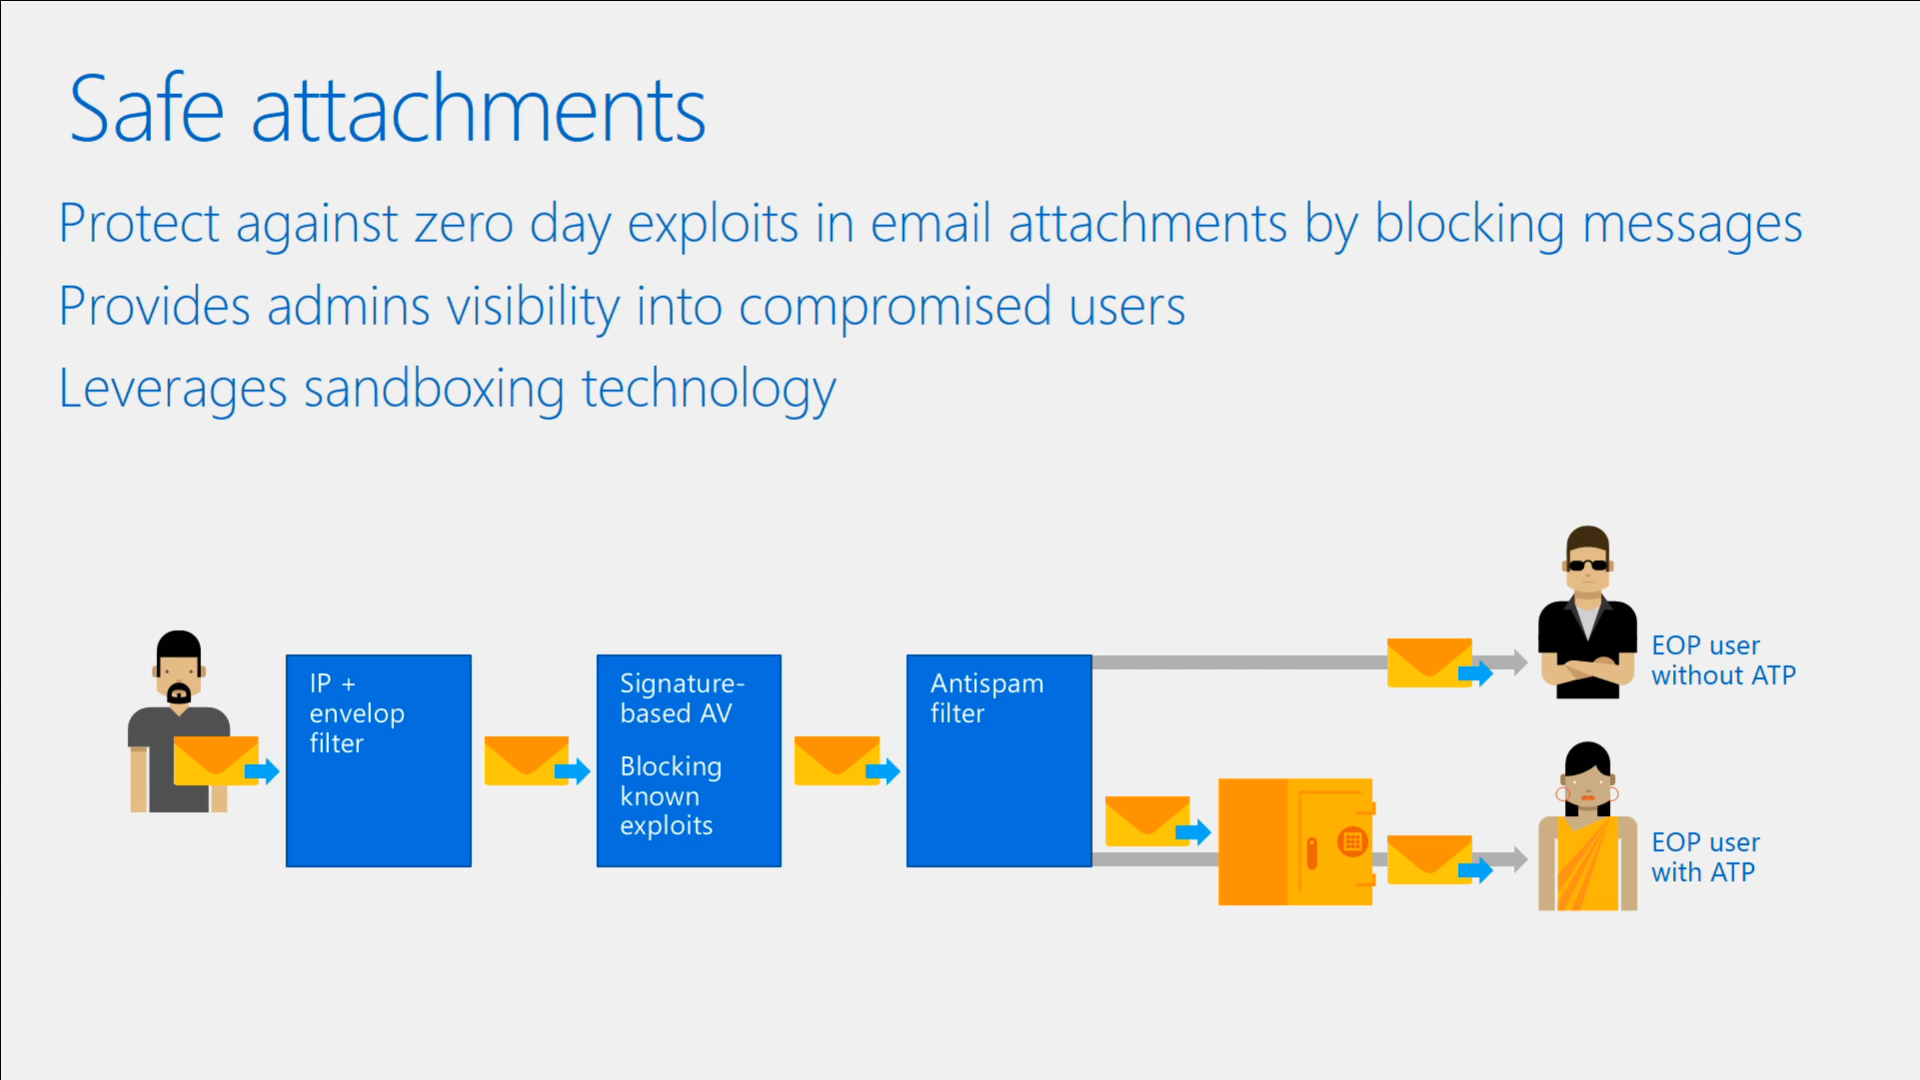 Safe attachments
Protect against zero day exploits in email attachments by blocking messages
Provides admins visibility into compromised users
Leverages sandboxing technology
IP +
envelop
filter
Signature-
based AV
Blocking
known
exploits
Antispam
filter
EOP user
without ATP
EOP user
with ATP